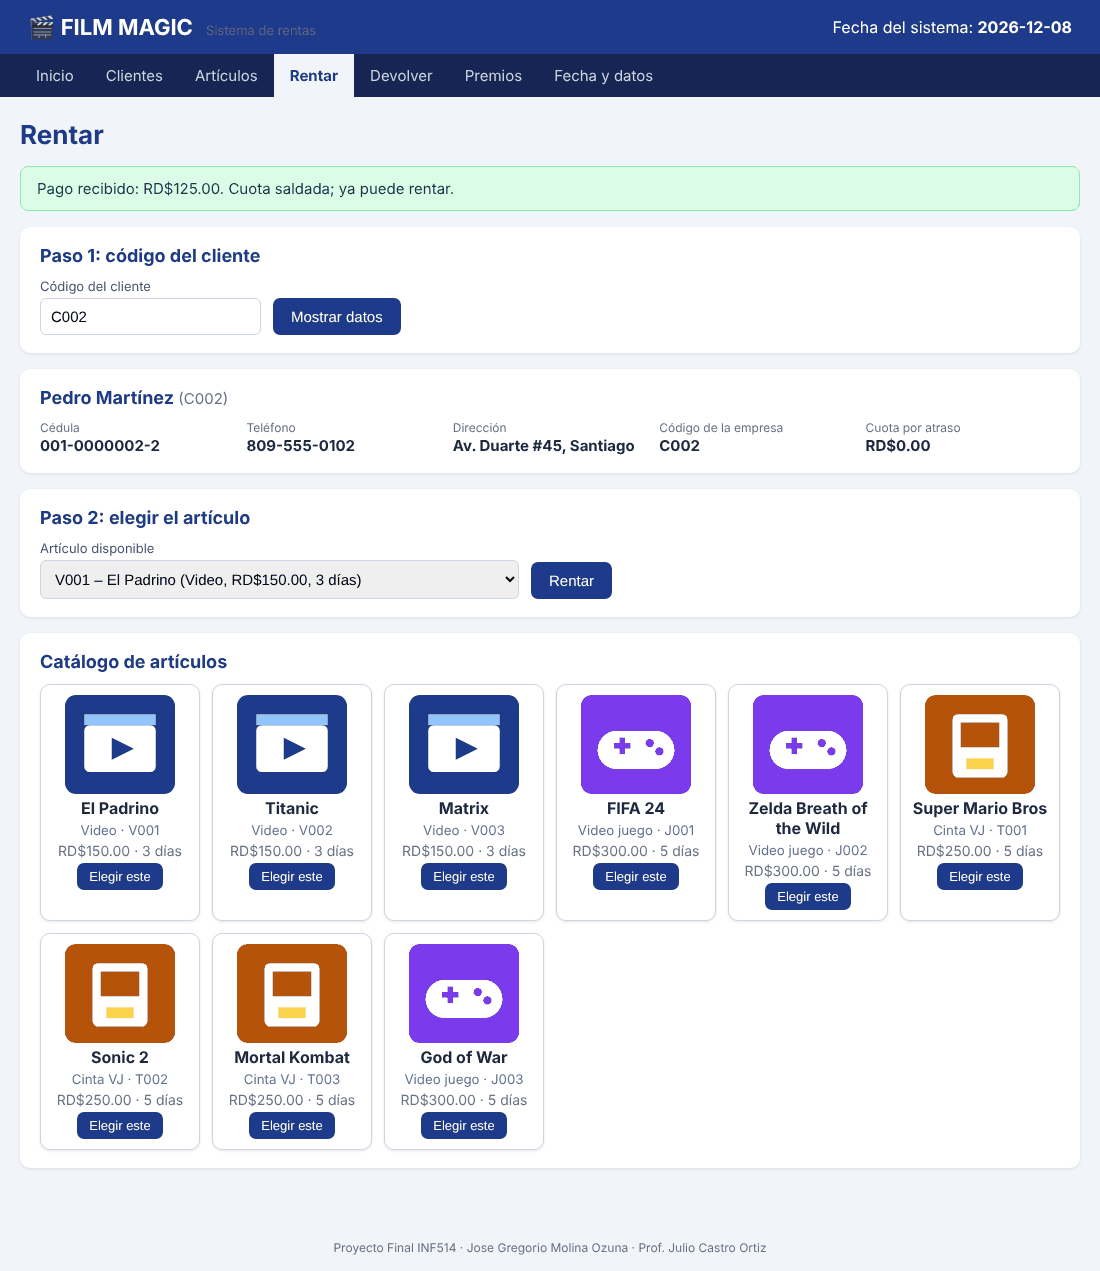 FILM MAGIC Sistema de rentas
Fecha del sistema: 2026-12-08
Inicio Clientes Artículos Rentar Devolver Premios Fecha y datos
Rentar
Pago recibido: RD$125.00. Cuota saldada; ya puede rentar.
Paso 1: código del cliente
Código del cliente
C002 Mostrar datos
Pedro Martínez (C002)
Cédula Teléfono Dirección Código de la empresa Cuota por atraso
001-0000002-2 809-555-0102 Av. Duarte #45, Santiago C002 RD$0.00
Paso 2: elegir el artículo
Artículo disponible
V001 – El Padrino (Video, RD$150.00, 3 días) Rentar
Catálogo de artículos
El Padrino
Video · V001
RD$150.00 · 3 días
Elegir este
Titanic
Video · V002
RD$150.00 · 3 días
Elegir este
Matrix
Video · V003
RD$150.00 · 3 días
Elegir este
FIFA 24
Video juego · J001
RD$300.00 · 5 días
Elegir este
Zelda Breath of
the Wild
Video juego · J002
RD$300.00 · 5 días
Elegir este
Super Mario Bros
Cinta VJ · T001
RD$250.00 · 5 días
Elegir este
Sonic 2
Cinta VJ · T002
RD$250.00 · 5 días
Elegir este
Mortal Kombat
Cinta VJ · T003
RD$250.00 · 5 días
Elegir este
God of War
Video juego · J003
RD$300.00 · 5 días
Elegir este
Proyecto Final INF514 · Jose Gregorio Molina Ozuna · Prof. Julio Castro Ortiz